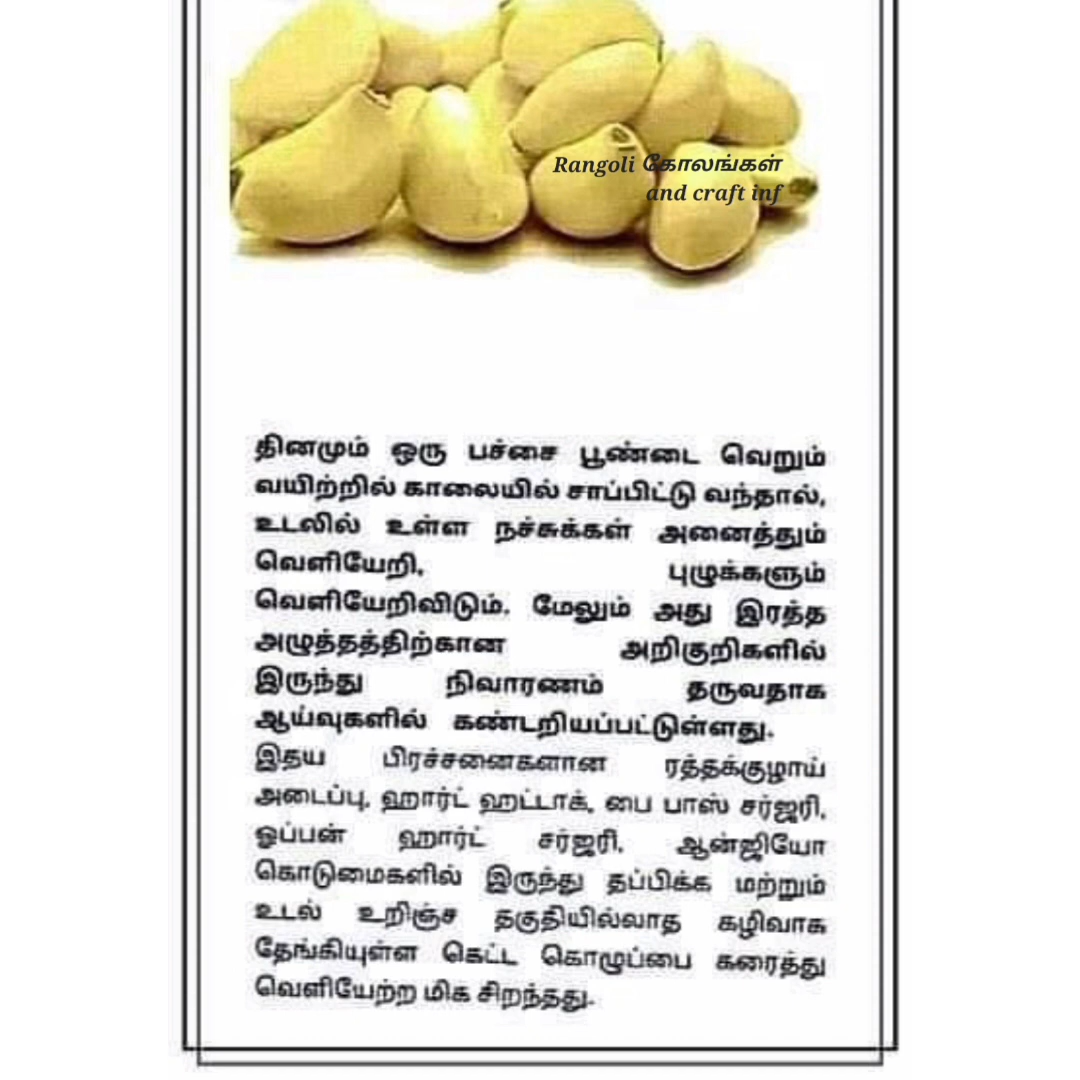 Rangoli கோலங்கள்
and craft inf
தினமும் ஒரு பச்சை பூண்டை வெறும்
வயிற்றில் காலையில் சாப்பிட்டு வந்தால்,
உடலில் உள்ள நச்சுக்கள் அனைத்தும்
வெளியேறி, புழுக்களும்
வெளியேறிவிடும். மேலும் அது இரத்த
அழுத்தத்திற்கான அறிகுறிகளில்
இருந்து நிவாரணம் தருவதாக
ஆய்வுகளில் கண்டறியப்பட்டுள்ளது.
இதய பிரச்சனைகளான ரத்தக்குழாய்
அடைப்பு, ஹார்ட் ஹட்டாக், பை பாஸ் சர்ஜரி,
ஓப்பன் ஹார்ட் சர்ஜரி, ஆன்ஜியோ
கொடுமைகளில் இருந்து தப்பிக்க மற்றும்
உடல் உறிஞ்ச தகுதியில்லாத கழிவாக
தேங்கியுள்ள கெட்ட கொழுப்பை கரைத்து
வெளியேற்ற மிக சிறந்தது.